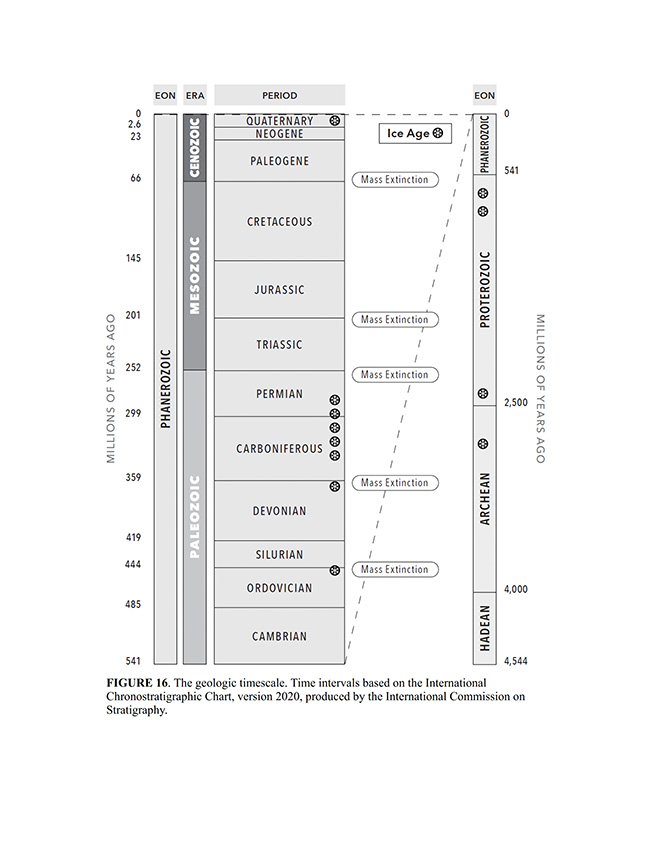 EON ERA PERIOD EON
0 QUATERNARY 0
2.6 NEOGENE Ice Age
23
PALEOGENE
CENOZOIC
PHANEROZOIC
541
66 Mass Extinction
CRETACEOUS
145
MESOZOIC
JURASSIC
PROTEROZOIC
201 Mass Extinction
TRIASSIC
252 Mass Extinction
PHANEROZOIC
PERMIAN
2,500
299
MILLIONS OF YEARS AGO
MILLIONS OF YEARS AGO
CARBONIFEROUS
359 Mass Extinction
ARCHEAN
PALEOZOIC
DEVONIAN
419
SILURIAN
444 Mass Extinction
ORDOVICIAN
4,000
485
HADEAN
CAMBRIAN
541 4,544
FIGURE 16. The geologic timescale. Time intervals based on the International
Chronostratigraphic Chart, version 2020, produced by the International Commission on
Stratigraphy.